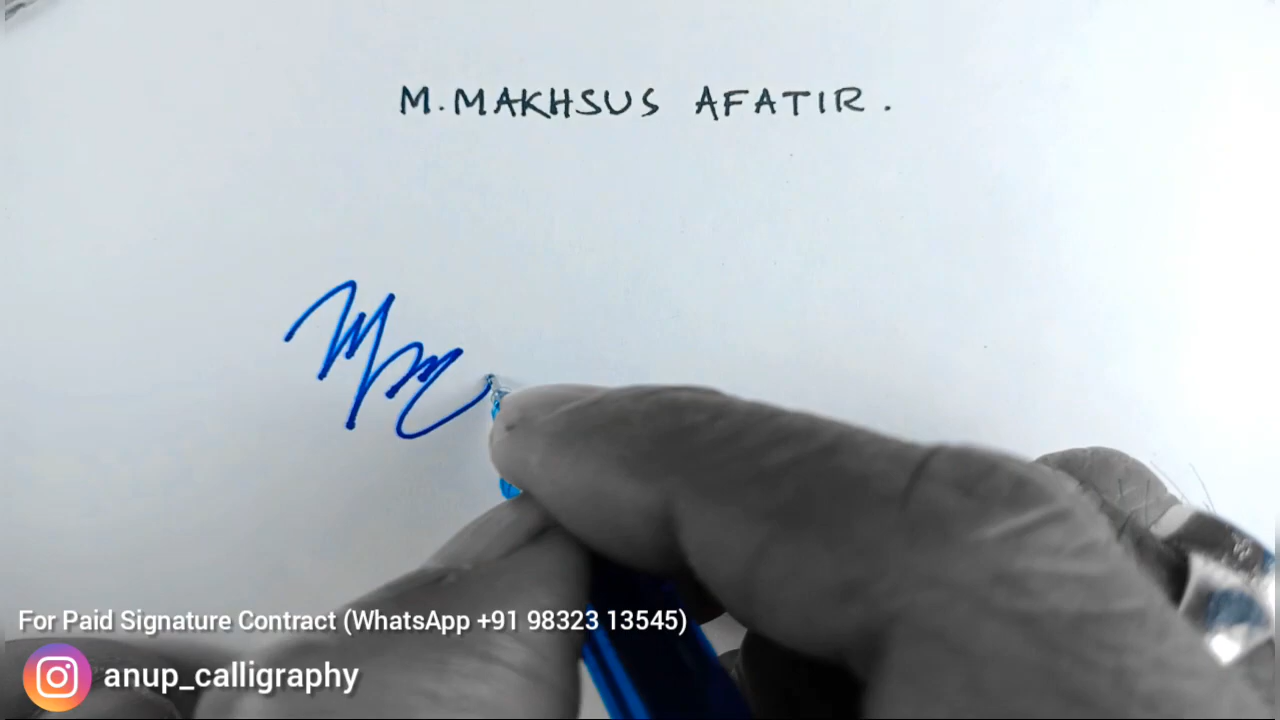 M. MAKHSUS AFATIR.
For Paid Signature Contract (WhatsApp +91 98323 13545)
anup_calligraphy